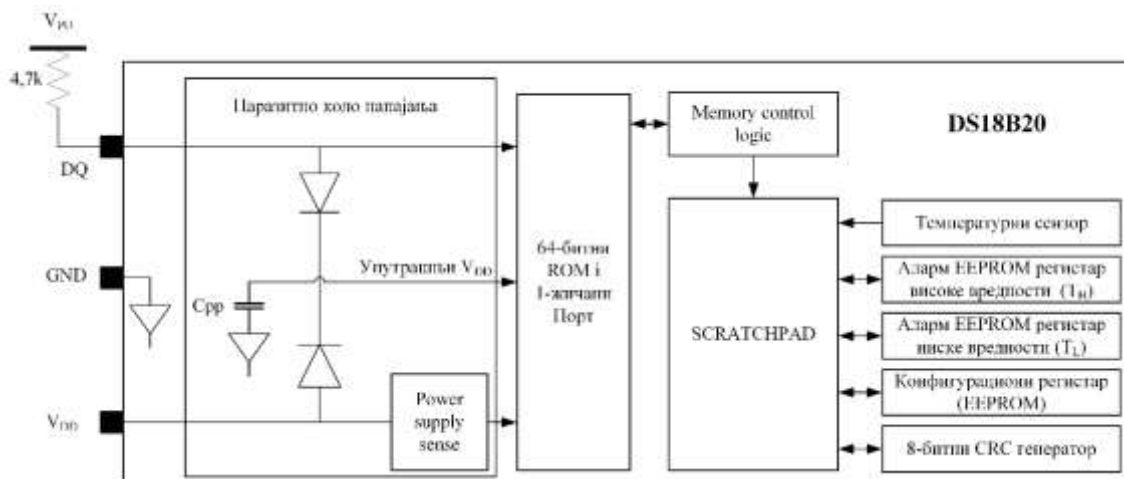 V_PU
4,7k
Паразитно коло напајања
DQ
GND
V_DD
Cpp
Унутрашњи V_DD
Power
supply
sense
64-битни
ROM i
1-жичани
Порт
Memory control
logic
DS18B20
SCRATCHPAD
Температурни сензор
Аларм EEPROM регистар
високе вредности (T_H)
Аларм EEPROM регистар
ниске вредности (T_L)
Конфигурациони регистар
(EEPROM)
8-битни CRC генератор